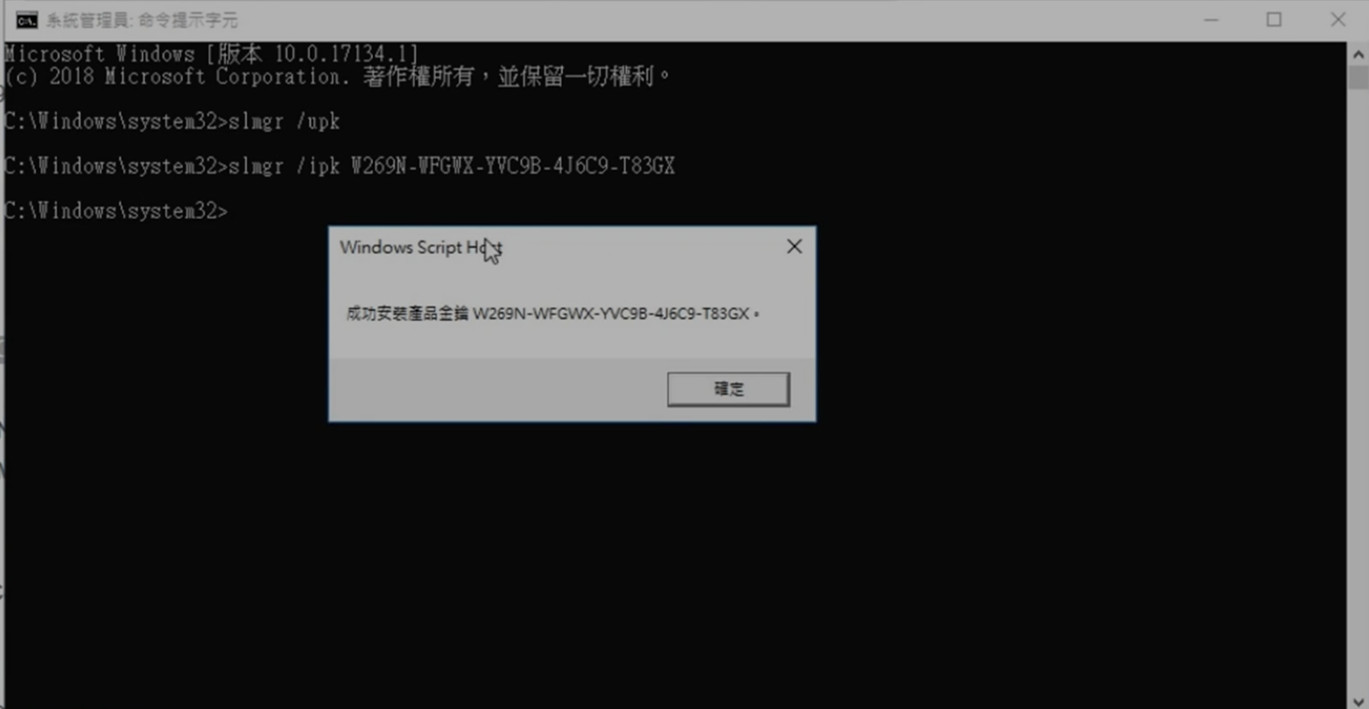 系統管理員: 命令提示字元
Microsoft Windows [版本 10.0.17134.1]
(c) 2018 Microsoft Corporation. 著作權所有，並保留一切權利。
C:\Windows\system32>slmgr /upk
C:\Windows\system32>slmgr /ipk W269N-WFGWX-YVC9B-4J6C9-T83GX
C:\Windows\system32>
Windows Script Host
成功安裝產品金鑰 W269N-WFGWX-YVC9B-4J6C9-T83GX。
確定